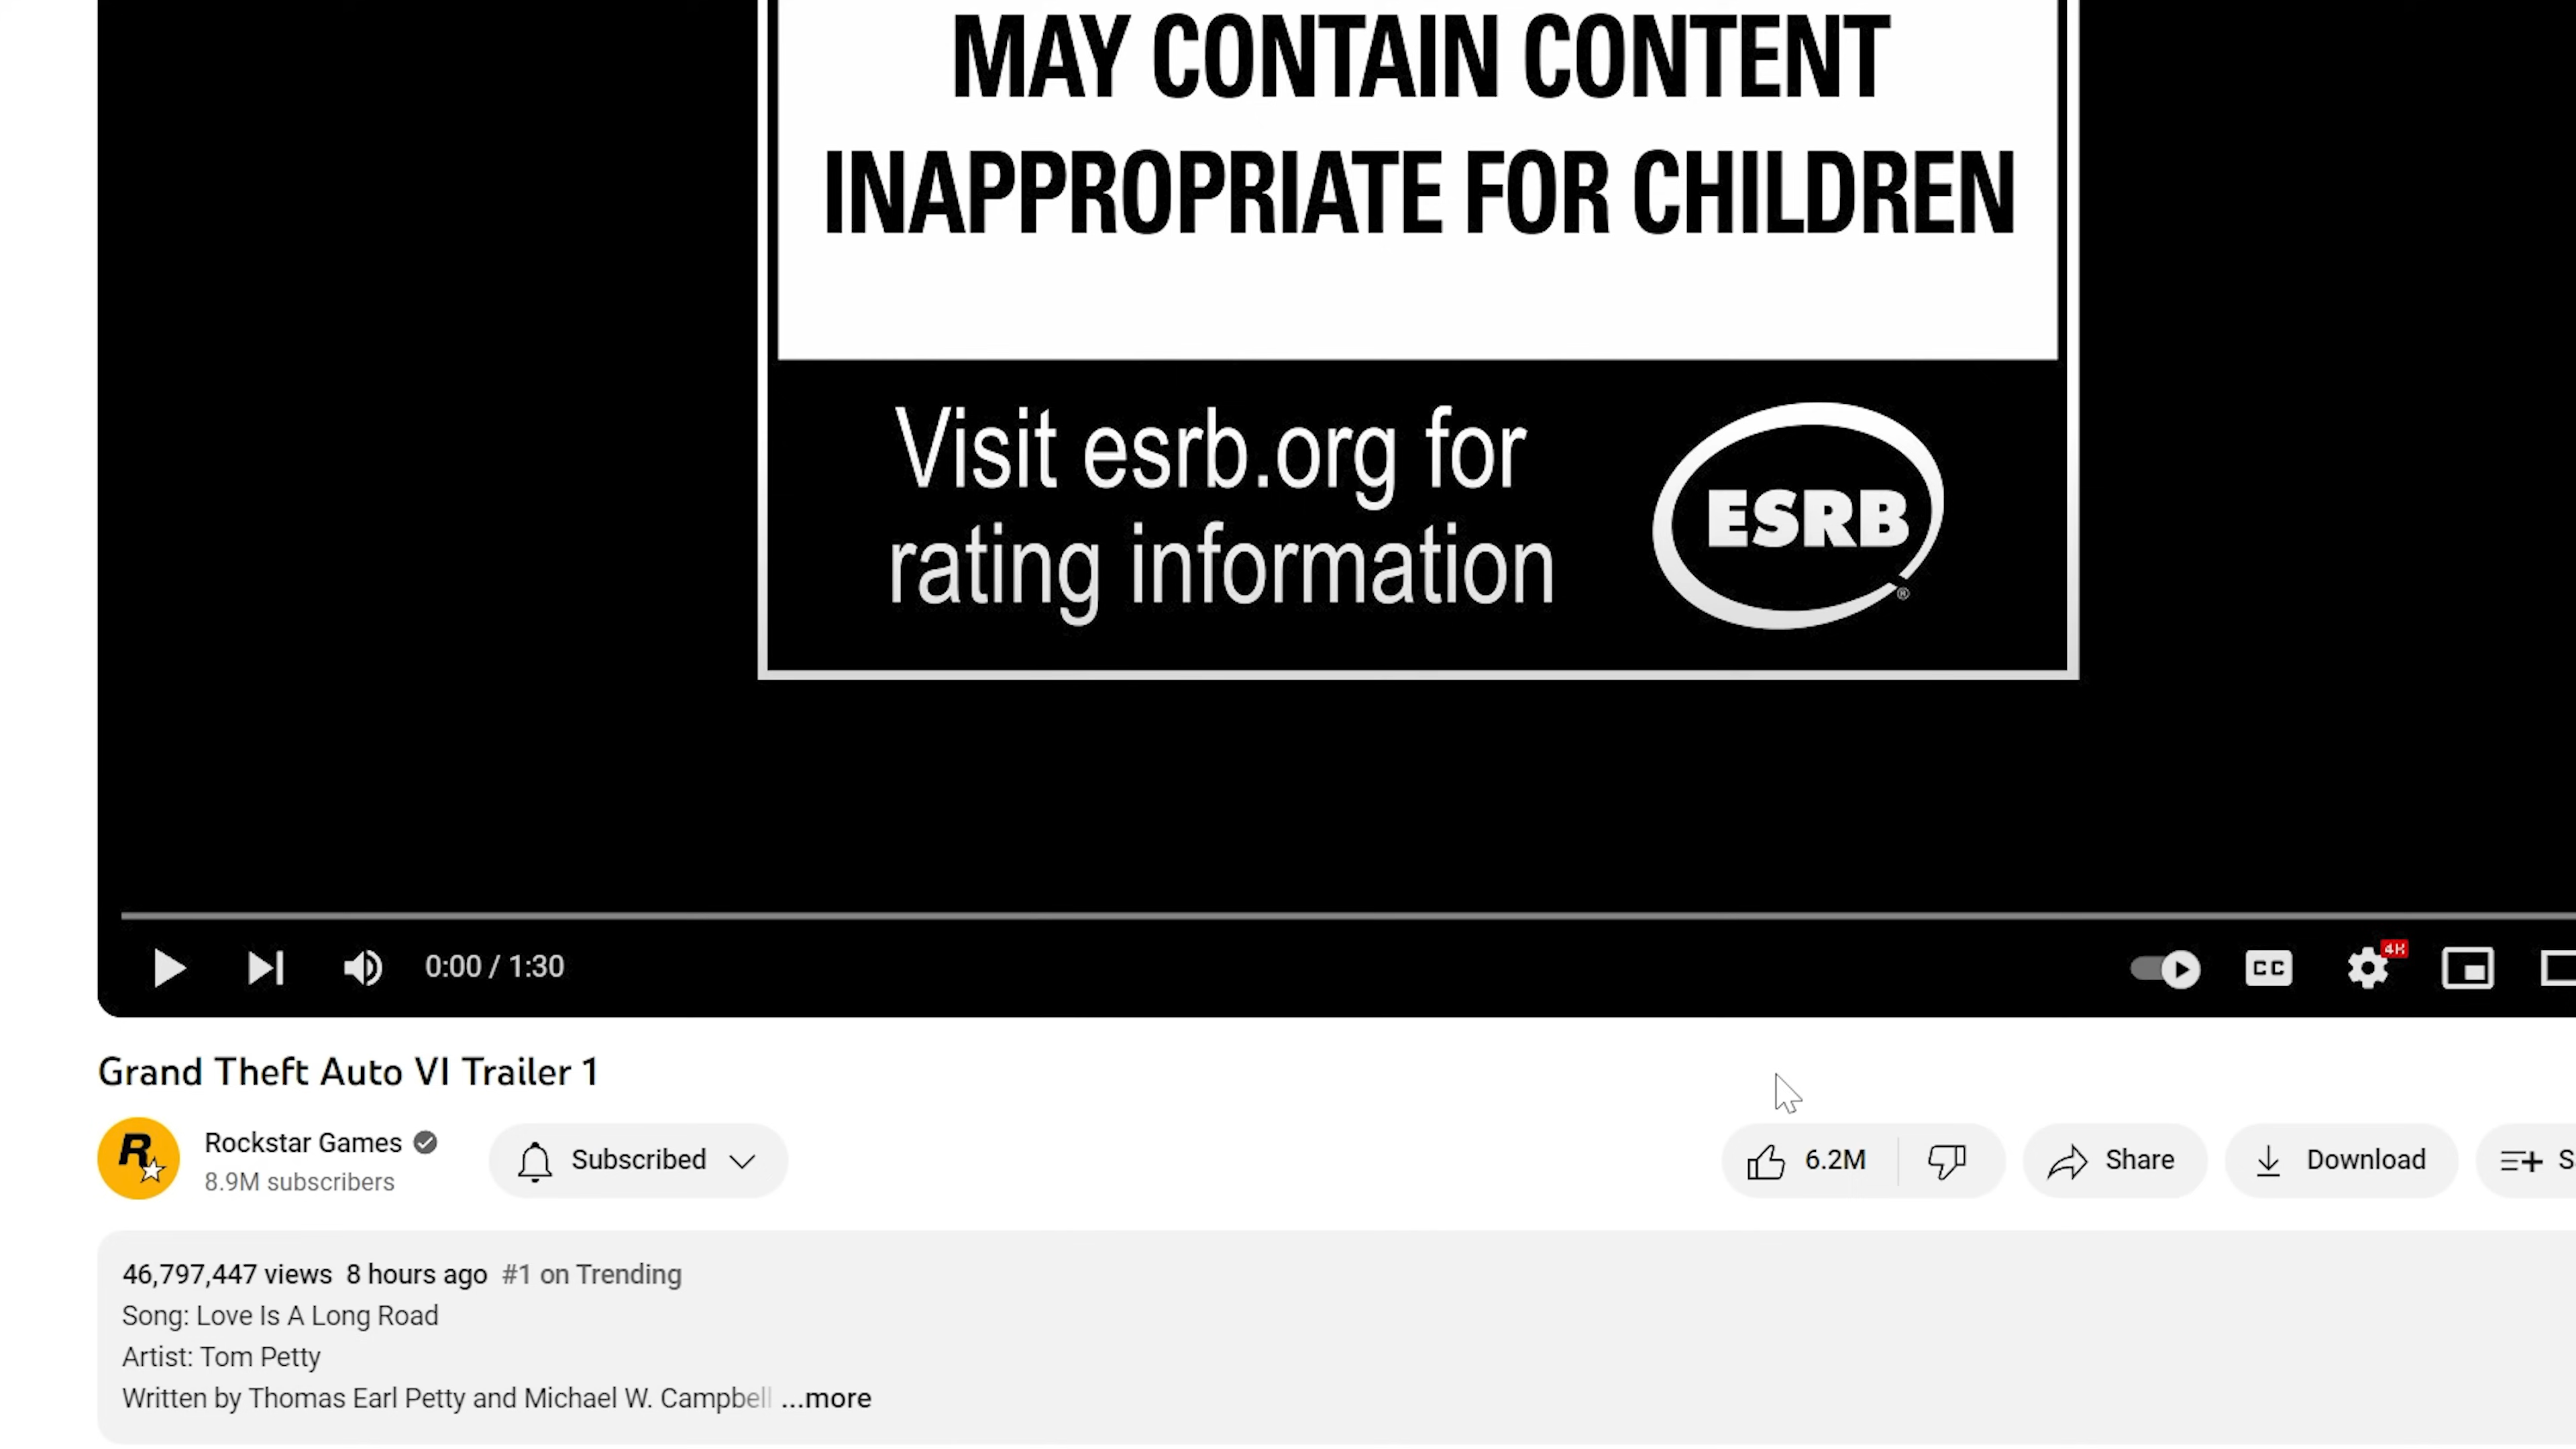 MAY CONTAIN CONTENT
INAPPROPRIATE FOR CHILDREN
Visit esrb.org for
rating information
ESRB
®
0:00 / 1:30
CC
4K
Grand Theft Auto VI Trailer 1
R
Rockstar Games
8.9M subscribers
Subscribed
6.2M
Share
Download
S
46,797,447 views 8 hours ago #1 on Trending
Song: Love Is A Long Road
Artist: Tom Petty
Written by Thomas Earl Petty and Michael W. Campbell ...more